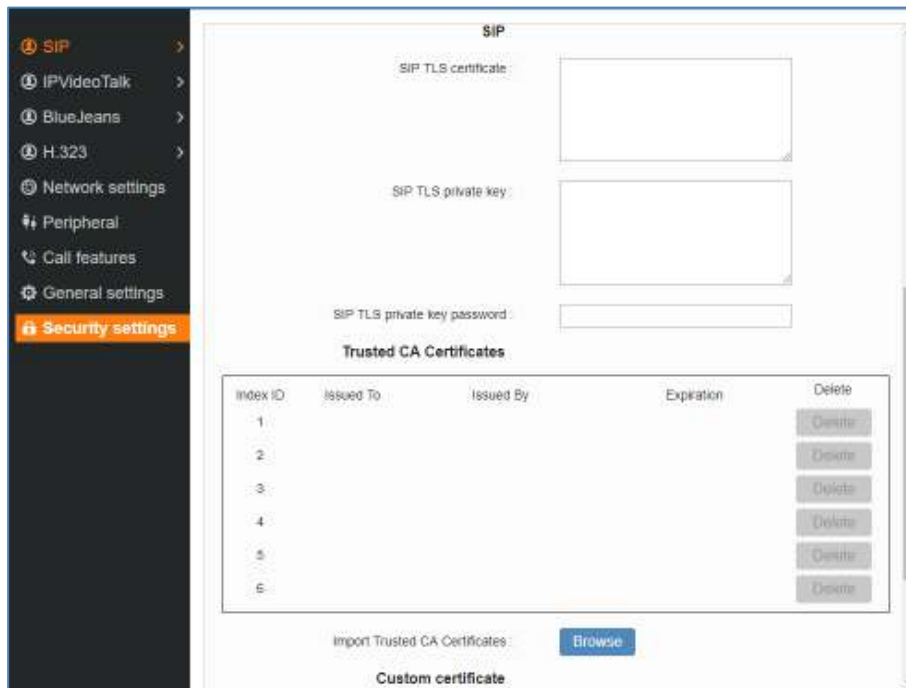 SIP
IPVideoTalk
BlueJeans
H.323
Network settings
Peripheral
Call features
General settings
Security settings
SIP
SIP TLS certificate
SIP TLS private key
SIP TLS private key password
Trusted CA Certificates
Index ID Issued To Issued By Expiration Delete
1 Delete
2 Delete
3 Delete
4 Delete
5 Delete
6 Delete
Import Trusted CA Certificates Browse
Custom certificate